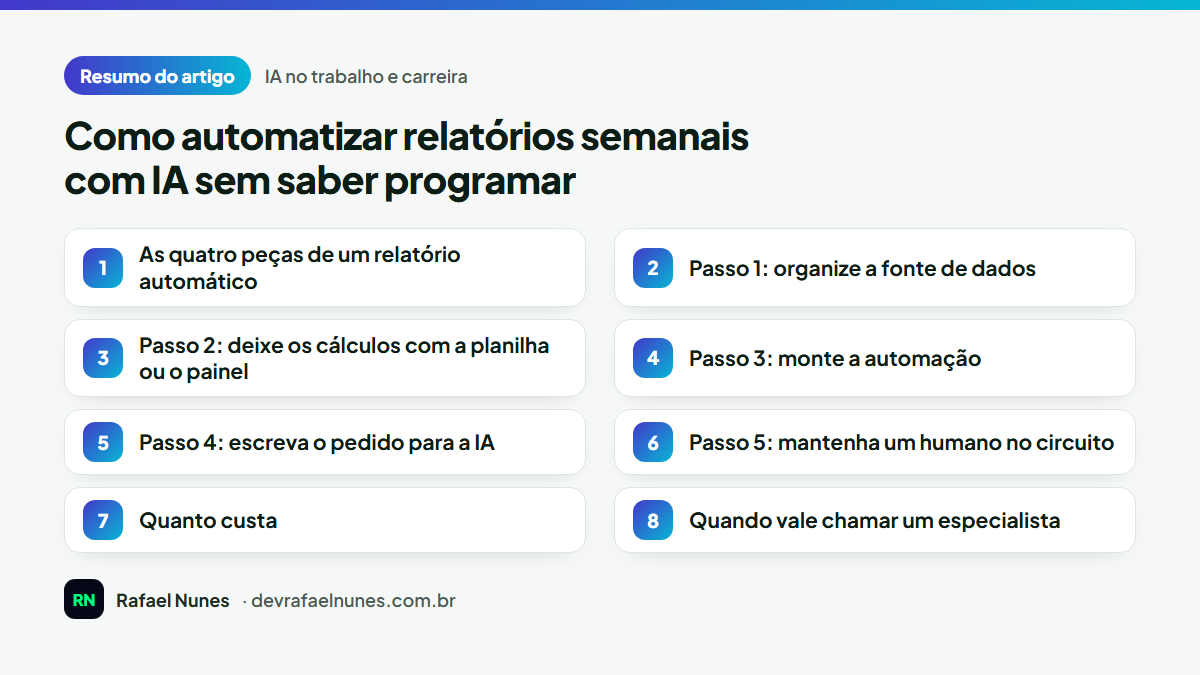 Resumo do artigo IA no trabalho e carreira
Como automatizar relatórios semanais
com IA sem saber programar
1 As quatro peças de um relatório
automático
2 Passo 1: organize a fonte de dados
3 Passo 2: deixe os cálculos com a planilha
ou o painel
4 Passo 3: monte a automação
5 Passo 4: escreva o pedido para a IA
6 Passo 5: mantenha um humano no circuito
7 Quanto custa
8 Quando vale chamar um especialista
RN Rafael Nunes · devrafaelnunes.com.br